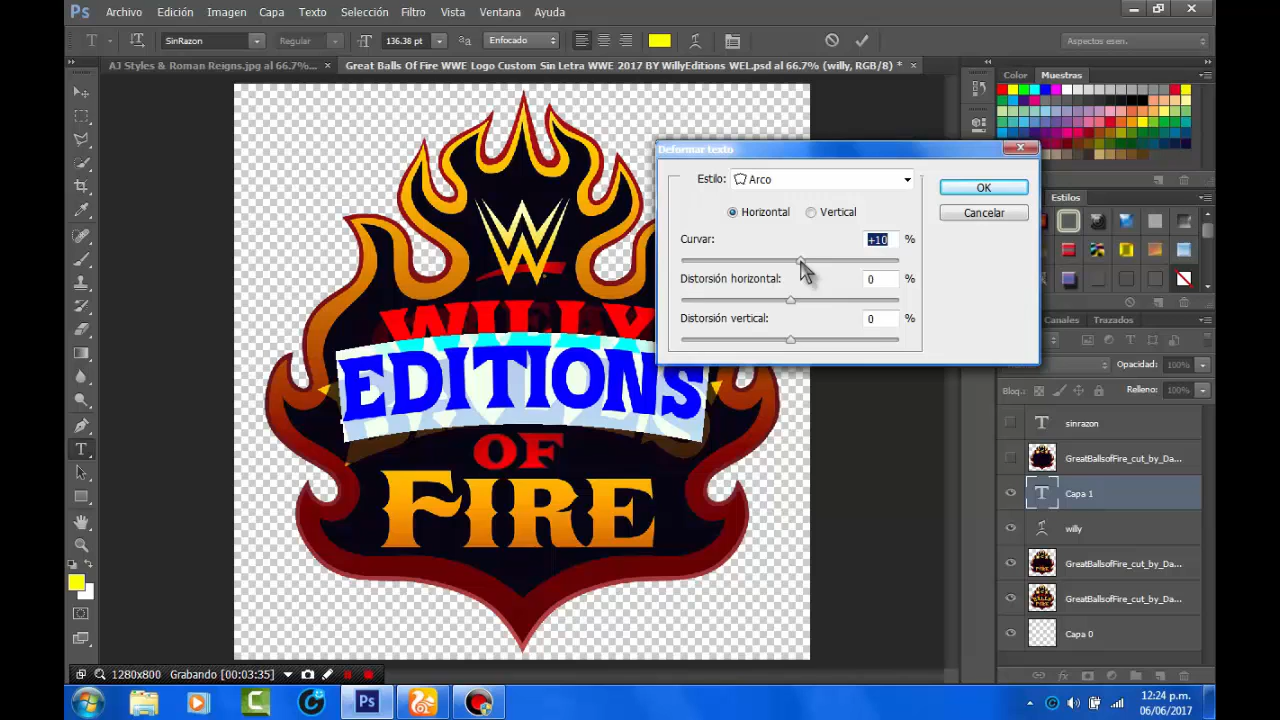 Ps Archivo Edición Imagen Capa Texto Selección Filtro Vista Ventana Ayuda
T SinRazon Regular 136.38 pt aa Enfocado Aspectos esen.
AJ Styles & Roman Reigns.jpg al 66.7%... × Great Balls Of Fire WWE Logo Custom Sin Letra WWE 2017 BY WillyEditions WEL.psd al 66.7% (willy, RGB/8) * ×
Color Muestras
Deformar texto
Estilo: Arco
OK
Horizontal Vertical
Cancelar
Estilos
Curvar: +10 %
Distorsión horizontal: 0 %
Distorsión vertical: 0 %
W
WILLY
EDITIONS
OF
FIRE
Canales Trazados
Opacidad: 100%
Bloq.: Relleno: 100%
T sinrazon
GreatBallsofFire_cut_by_Da...
T Capa 1
willy
GreatBallsofFire_cut_by_Da...
GreatBallsofFire_cut_by_Da...
Capa 0
1280x800 Grabando [00:03:35]
Ps
12:24 p.m.
06/06/2017